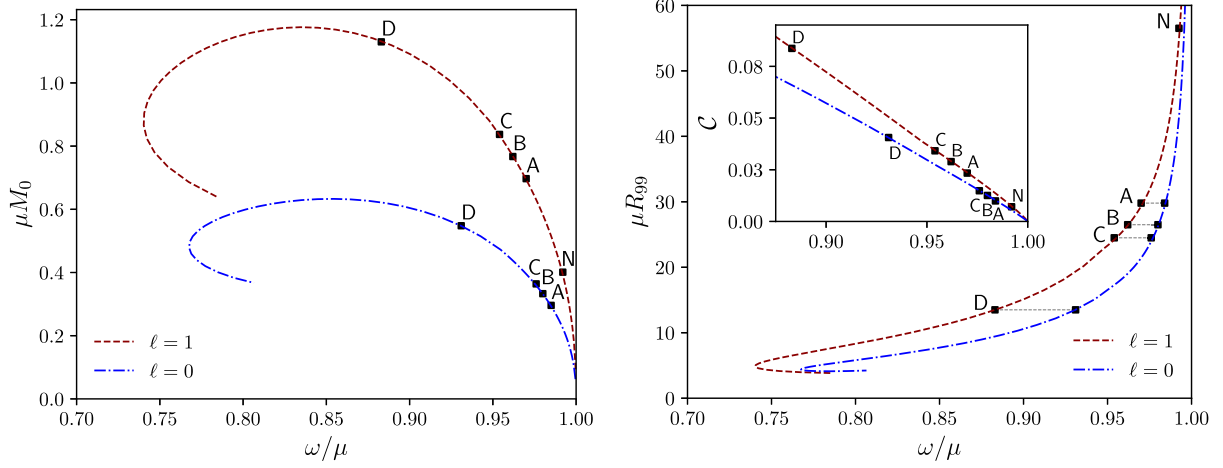 μM₀
1.2
1.0
0.8
0.6
0.4
0.2
0.0
D
C
B
A
N
D
C
B
A
ℓ = 1
ℓ = 0
0.70 0.75 0.80 0.85 0.90 0.95 1.00
ω/μ
μR₉₉
60
50
40
30
20
10
0
N
A
B
C
D
ℓ = 1
ℓ = 0
0.70 0.75 0.80 0.85 0.90 0.95 1.00
ω/μ
𝒞
0.08
0.05
0.03
0.00
D
C
B
A
N
D
C
B
A
0.90 0.95 1.00